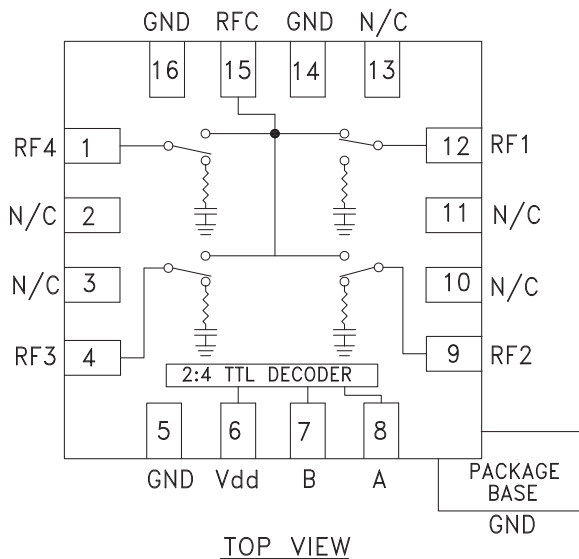 GND RFC GND N/C
16 15 14 13
RF4 1 12 RF1
N/C 2 11 N/C
N/C 3 10 N/C
RF3 4 9 RF2
2:4 TTL DECODER
5 6 7 8
GND Vdd B A
PACKAGE
BASE
GND
TOP VIEW